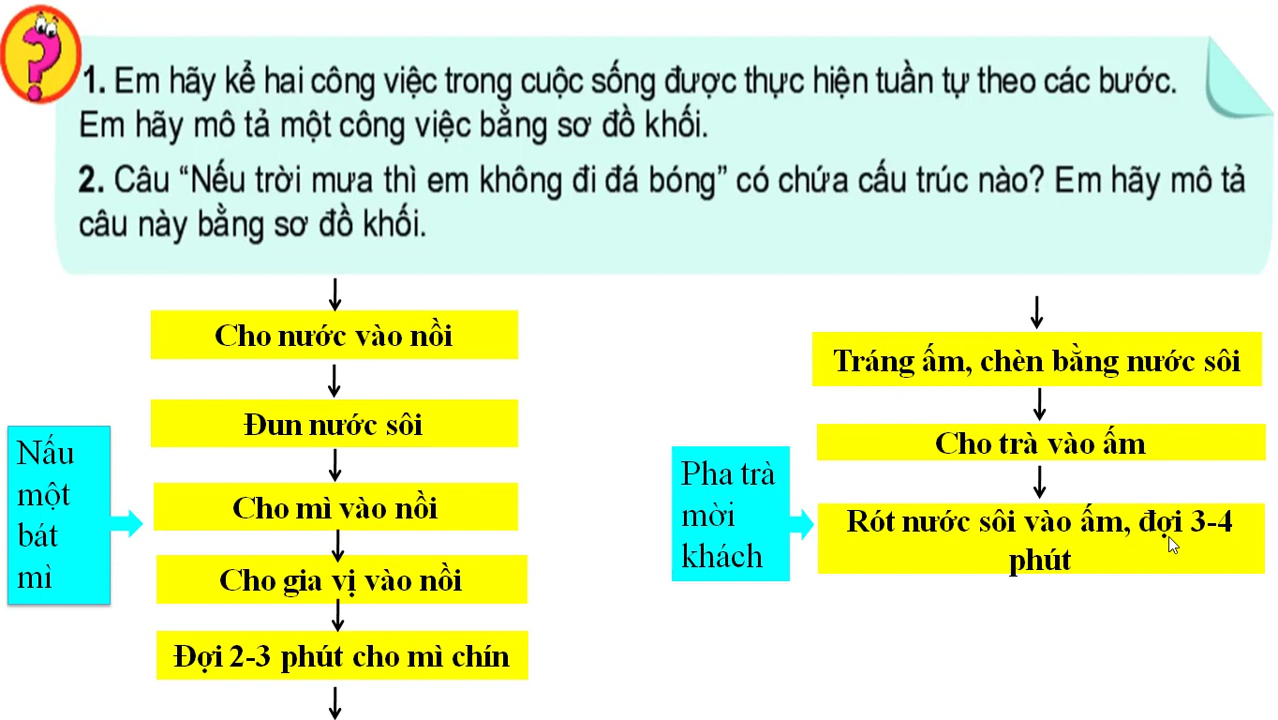 1. Em hãy kể hai công việc trong cuộc sống được thực hiện tuần tự theo các bước.
Em hãy mô tả một công việc bằng sơ đồ khối.
2. Câu “Nếu trời mưa thì em không đi đá bóng” có chứa cấu trúc nào? Em hãy mô tả
câu này bằng sơ đồ khối.
Nấu
một
bát
mì
Cho nước vào nồi
Đun nước sôi
Cho mì vào nồi
Cho gia vị vào nồi
Đợi 2-3 phút cho mì chín
Pha trà
mời
khách
Tráng ấm, chèn bằng nước sôi
Cho trà vào ấm
Rót nước sôi vào ấm, đợi 3-4
phút